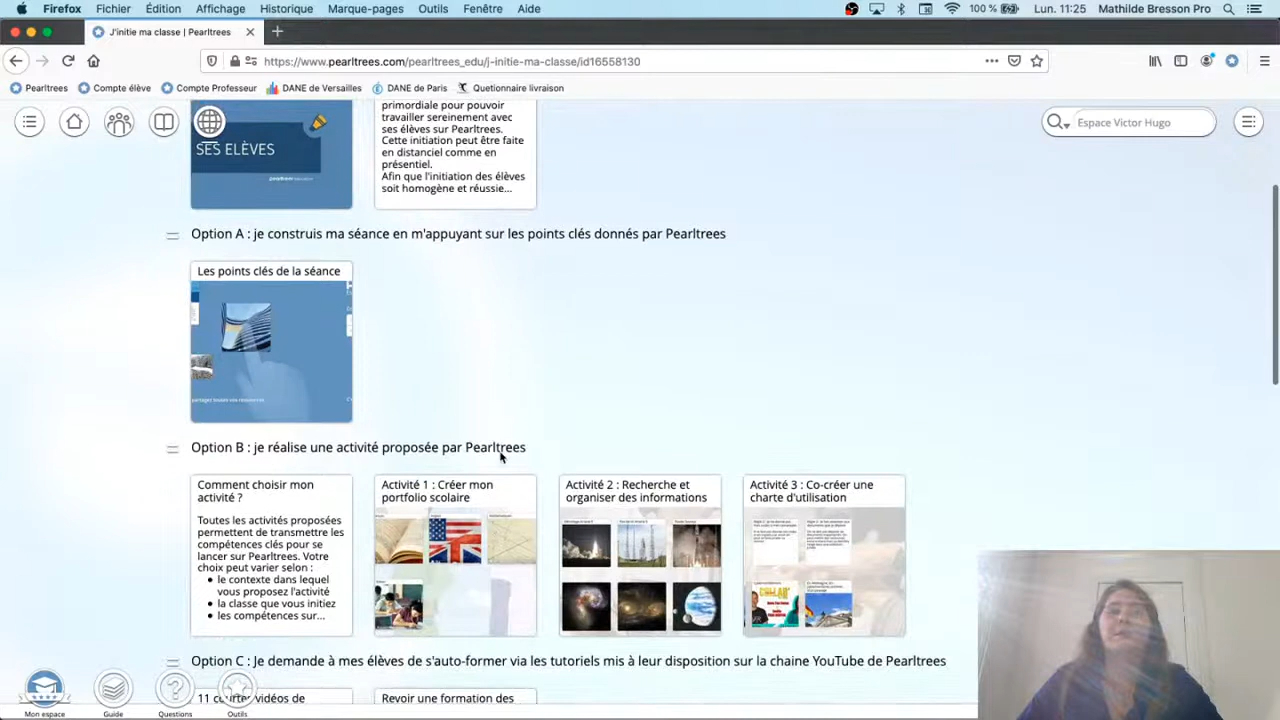 Firefox Fichier Édition Affichage Historique Marque-pages Outils Fenêtre Aide 100 % Lun. 11:25 Mathilde Bresson Pro
J'initie ma classe | Pearltrees
https://www.pearltrees.com/pearltrees_edu/j-initie-ma-classe/id16558130
Pearltrees Compte élève Compte Professeur DANE de Versailles DANE de Paris Quetionnaire livraison
Espace Victor Hugo
SES ELÈVES
primordiale pour pouvoir
travailler sereinement avec
ses élèves sur Pearltrees.
Cette initiation peut être faite
en distanciel comme en
présentiel.
Afin que l'initiation des élèves
soit homogène et réussie...
Option A : je construis ma séance en m'appuyant sur les points clés donnés par Pearltrees
Les points clés de la séance
Option B : je réalise une activité proposée par Pearltrees
Comment choisir mon
activité ?
Toutes les activités proposées
permettent de transmettre les
compétences clés pour se
lancer sur Pearltrees. Votre
choix peut varier selon :
• le contexte dans lequel
vous proposez l'activité
• la classe que vous initiez
• les compétences sur...
Activité 1 : Créer mon
portfolio scolaire
Activité 2 : Recherche et
organiser des informations
Activité 3 : Co-créer une
charte d'utilisation
Option C : Je demande à mes élèves de s'auto-former via les tutoriels mis à leur disposition sur la chaine YouTube de Pearltrees
11 courtes vidéos de
Revoir une formation des
Mon espace Guide Questions Outils